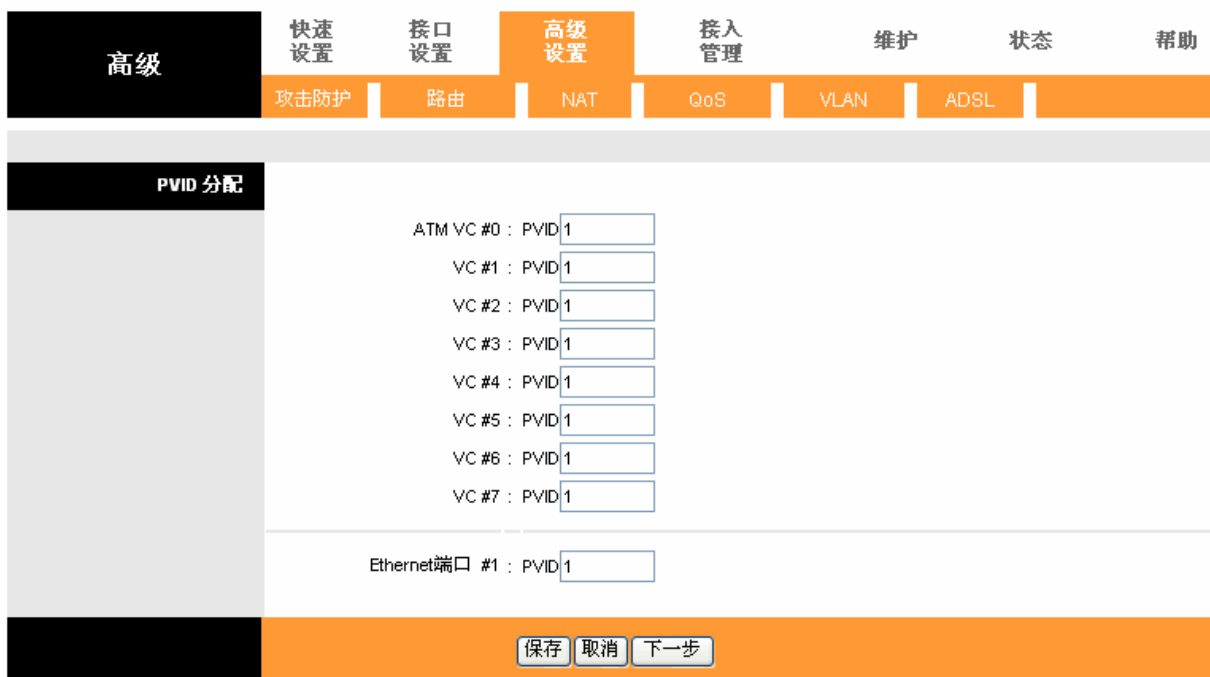 高级
快速设置
接口设置
高级设置
接入管理
维护
状态
帮助
攻击防护
路由
NAT
QoS
VLAN
ADSL
PVID 分配
ATM VC #0 : PVID 1
VC #1 : PVID 1
VC #2 : PVID 1
VC #3 : PVID 1
VC #4 : PVID 1
VC #5 : PVID 1
VC #6 : PVID 1
VC #7 : PVID 1
Ethernet端口 #1 : PVID 1
保存 取消 下一步